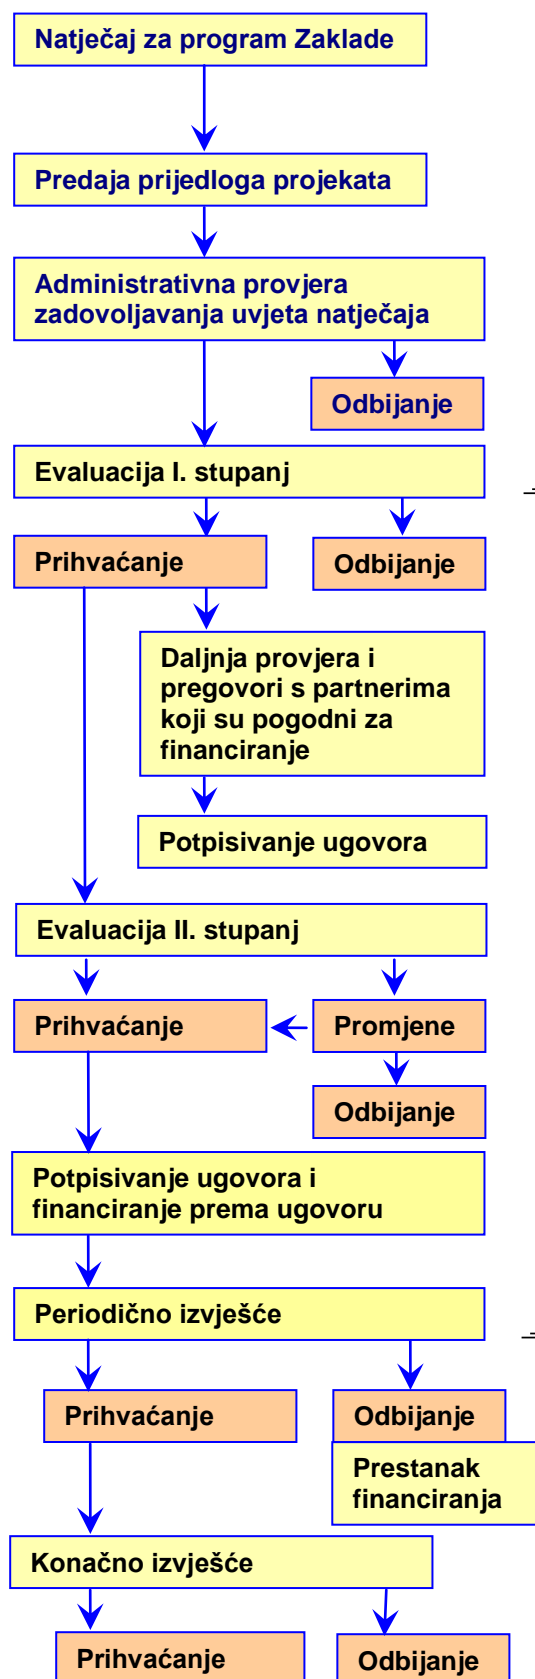 Natječaj za program Zaklade
Predaja prijedloga projekata
Administrativna provjera
zadovoljavanja uvjeta natječaja
Odbijanje
Evaluacija I. stupanj
Prihvaćanje
Odbijanje
Daljnja provjera i
pregovori s partnerima
koji su pogodni za
financiranje
Potpisivanje ugovora
Evaluacija II. stupanj
Prihvaćanje
Promjene
Odbijanje
Potpisivanje ugovora i
financiranje prema ugovoru
Periodično izvješće
Prihvaćanje
Odbijanje
Prestanak
financiranja
Konačno izvješće
Prihvaćanje
Odbijanje